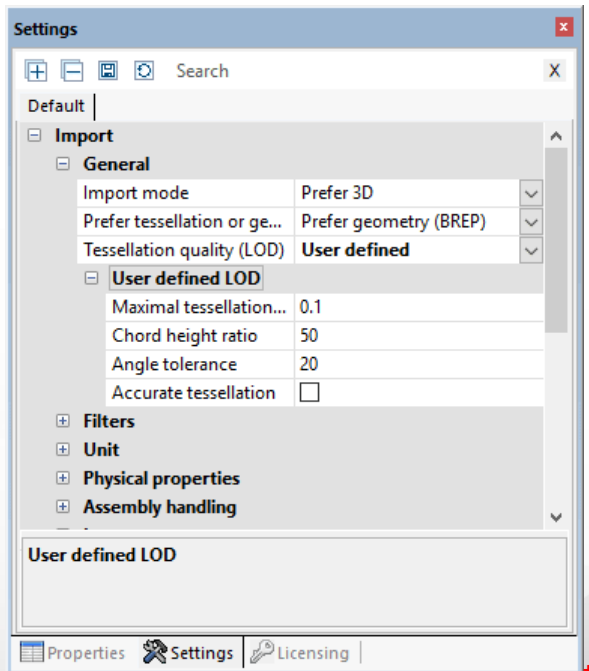 Settings
Search X
Default
Import
General
Import mode Prefer 3D
Prefer tessellation or ge... Prefer geometry (BREP)
Tessellation quality (LOD) User defined
User defined LOD
Maximal tessellation... 0.1
Chord height ratio 50
Angle tolerance 20
Accurate tessellation
Filters
Unit
Physical properties
Assembly handling
User defined LOD
Properties Settings Licensing